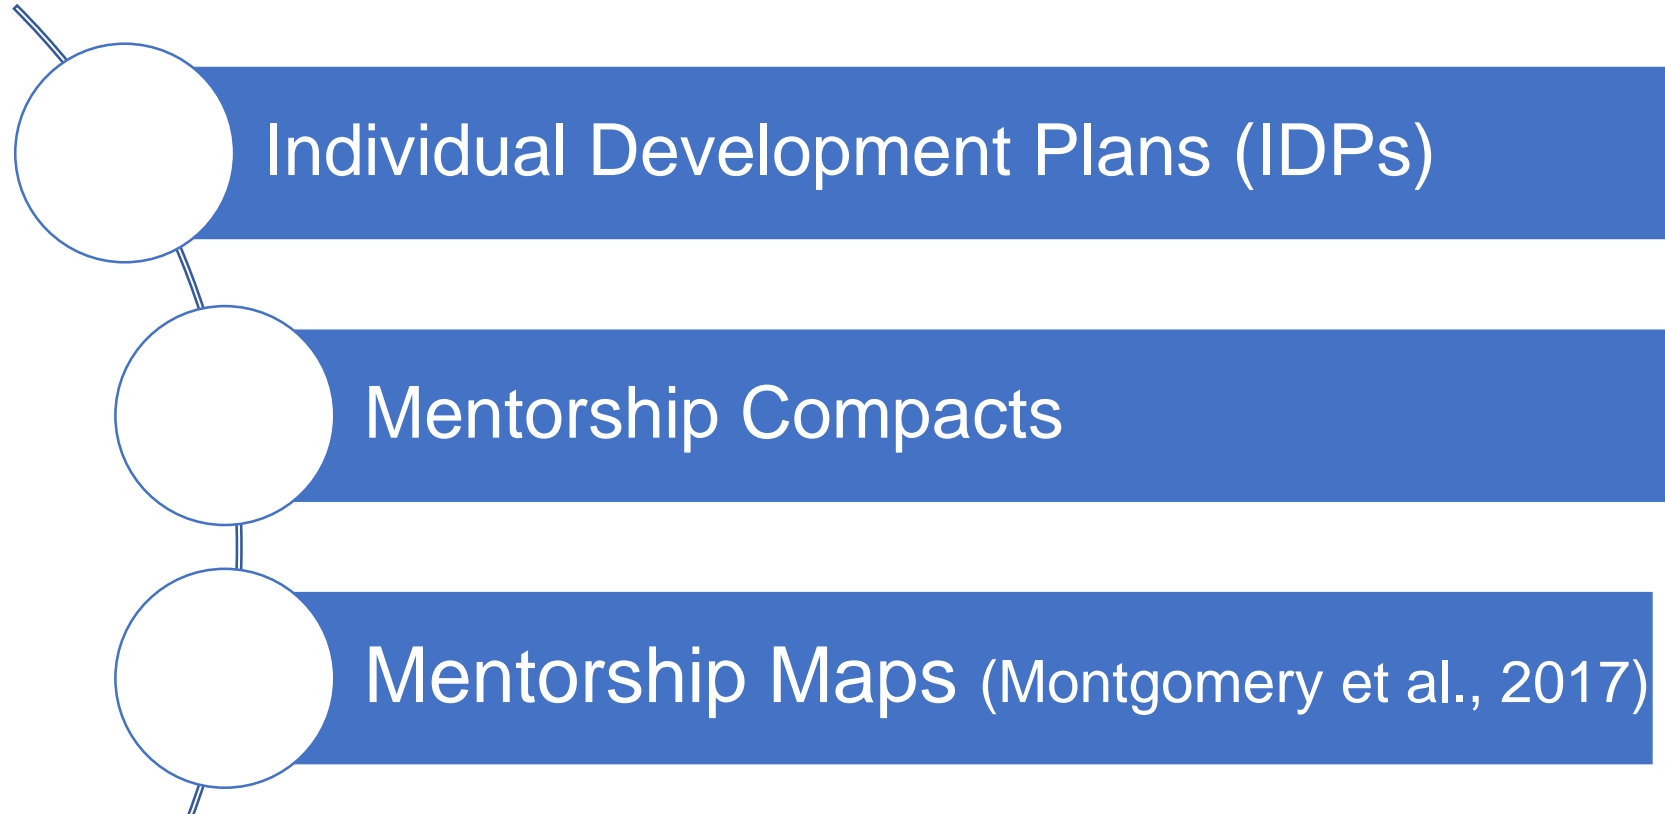 Individual Development Plans (IDPs)
Mentorship Compacts
Mentorship Maps (Montgomery et al., 2017)